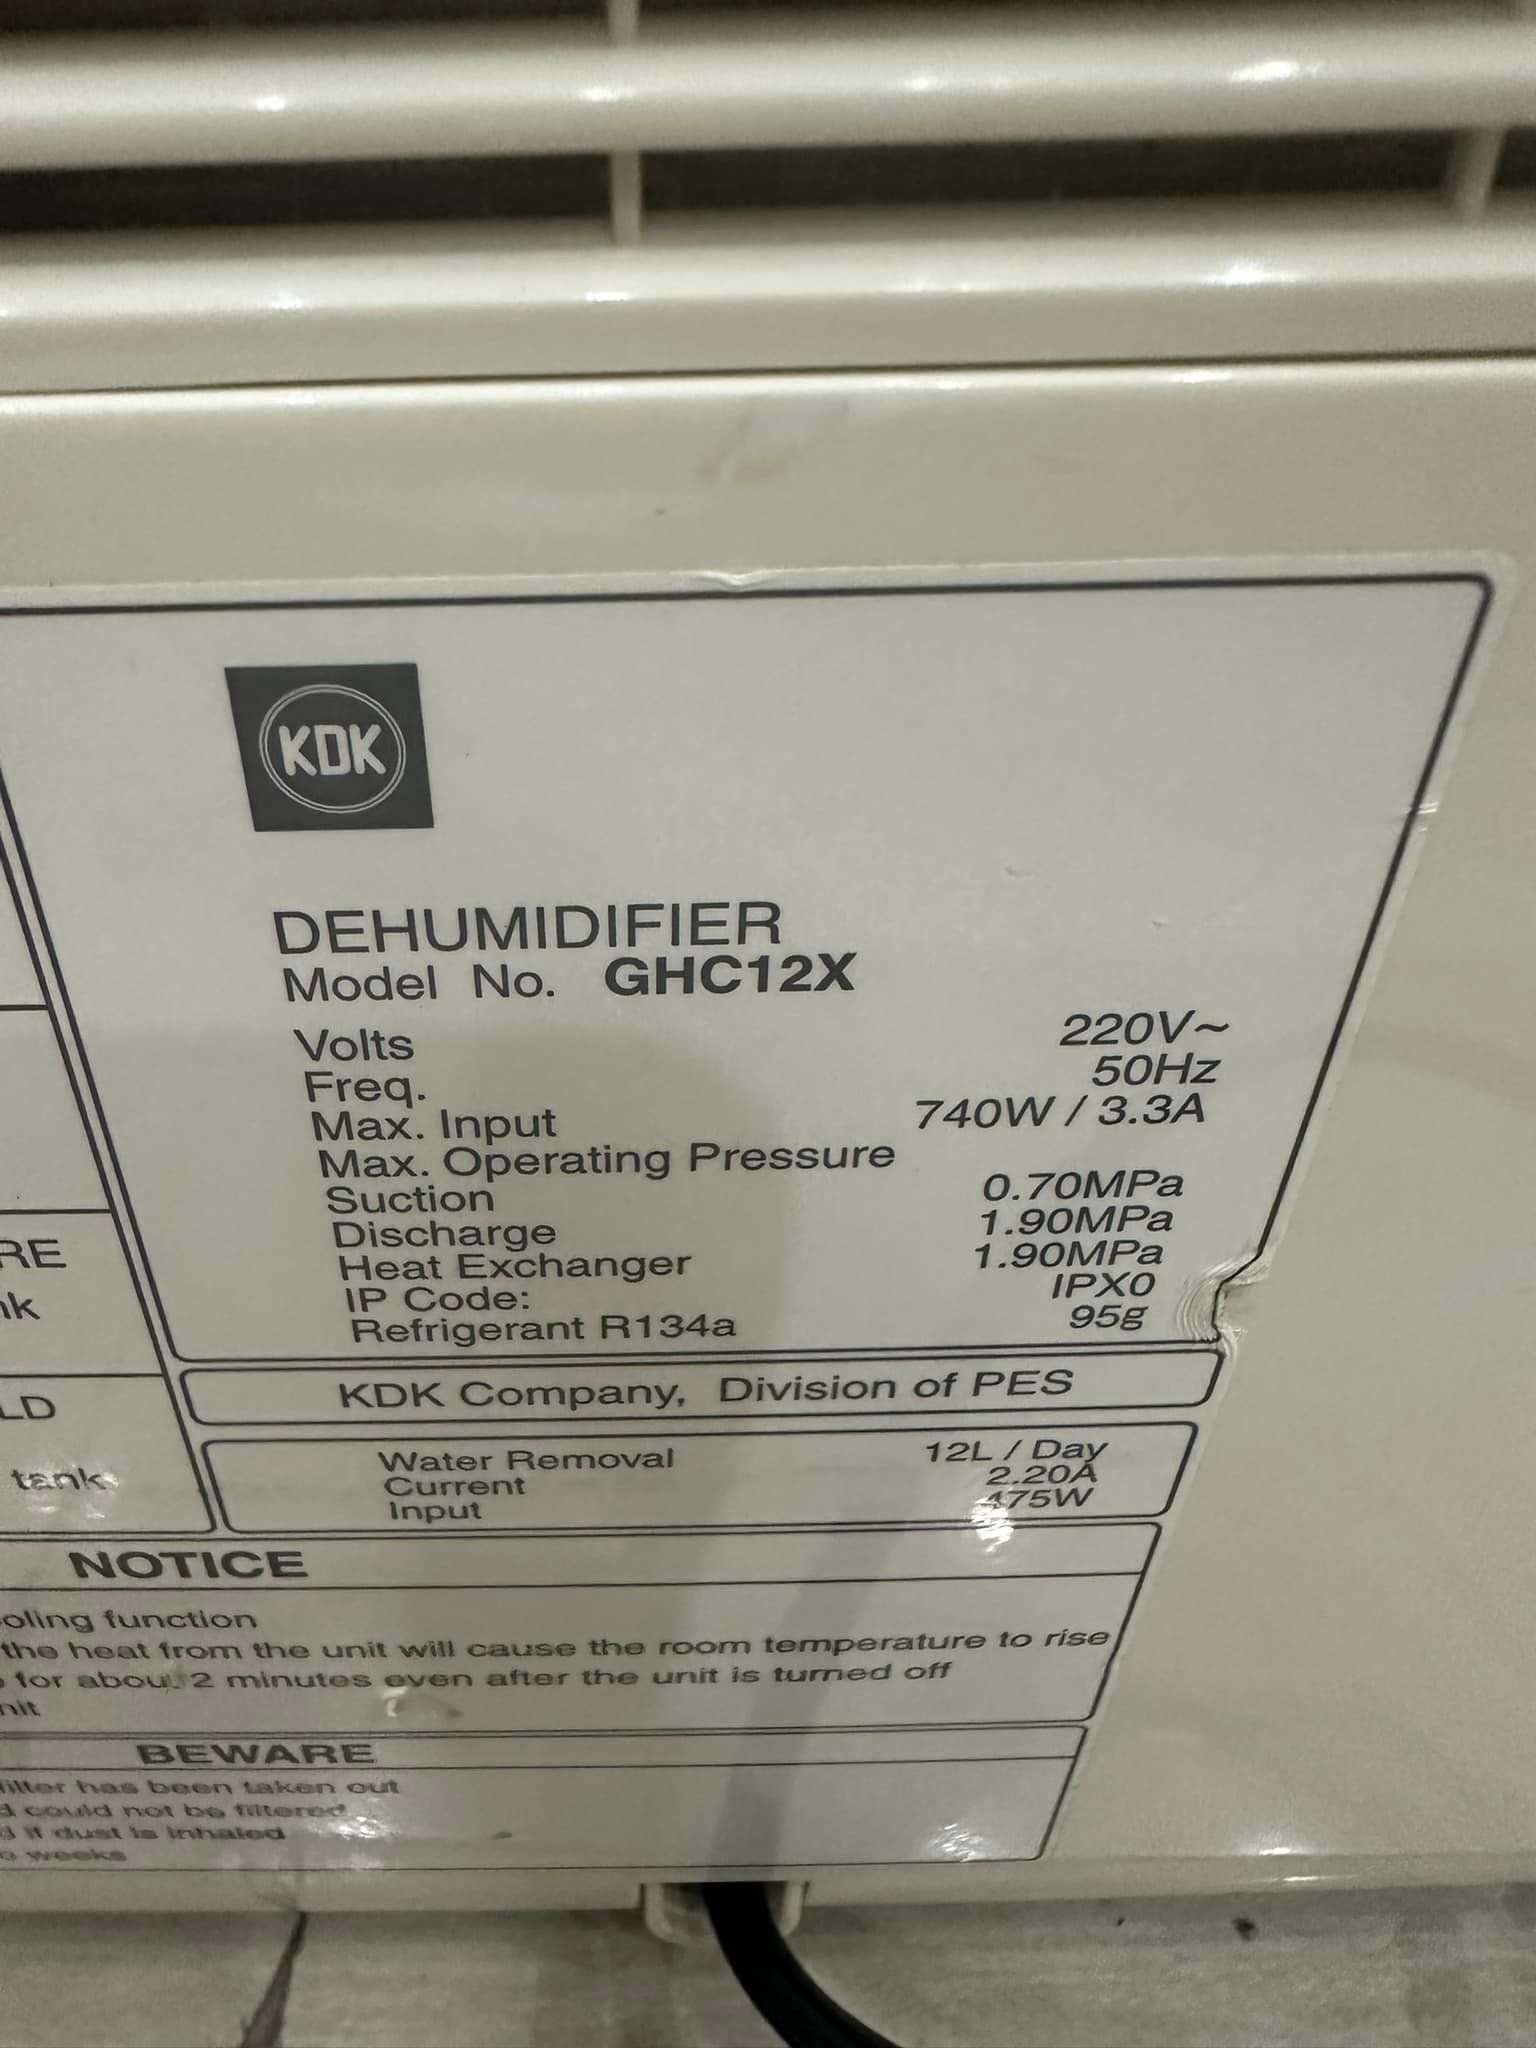 KDK
DEHUMIDIFIER
Model No. GHC12X
Volts 220V~
Freq. 50Hz
Max. Input 740W / 3.3A
Max. Operating Pressure
Suction 0.70MPa
Discharge 1.90MPa
Heat Exchanger 1.90MPa
IP Code: IPX0
Refrigerant R134a 95g
RE
nk
KDK Company, Division of PES
LD
tank
Water Removal 12L / Day
Current 2.20A
Input 475W
NOTICE
oling function
the heat from the unit will cause the room temperature to rise
for about 2 minutes even after the unit is turned off
nit
BEWARE
filter has been taken out
d could not be filtered
d if dust is inhaled
o weeks